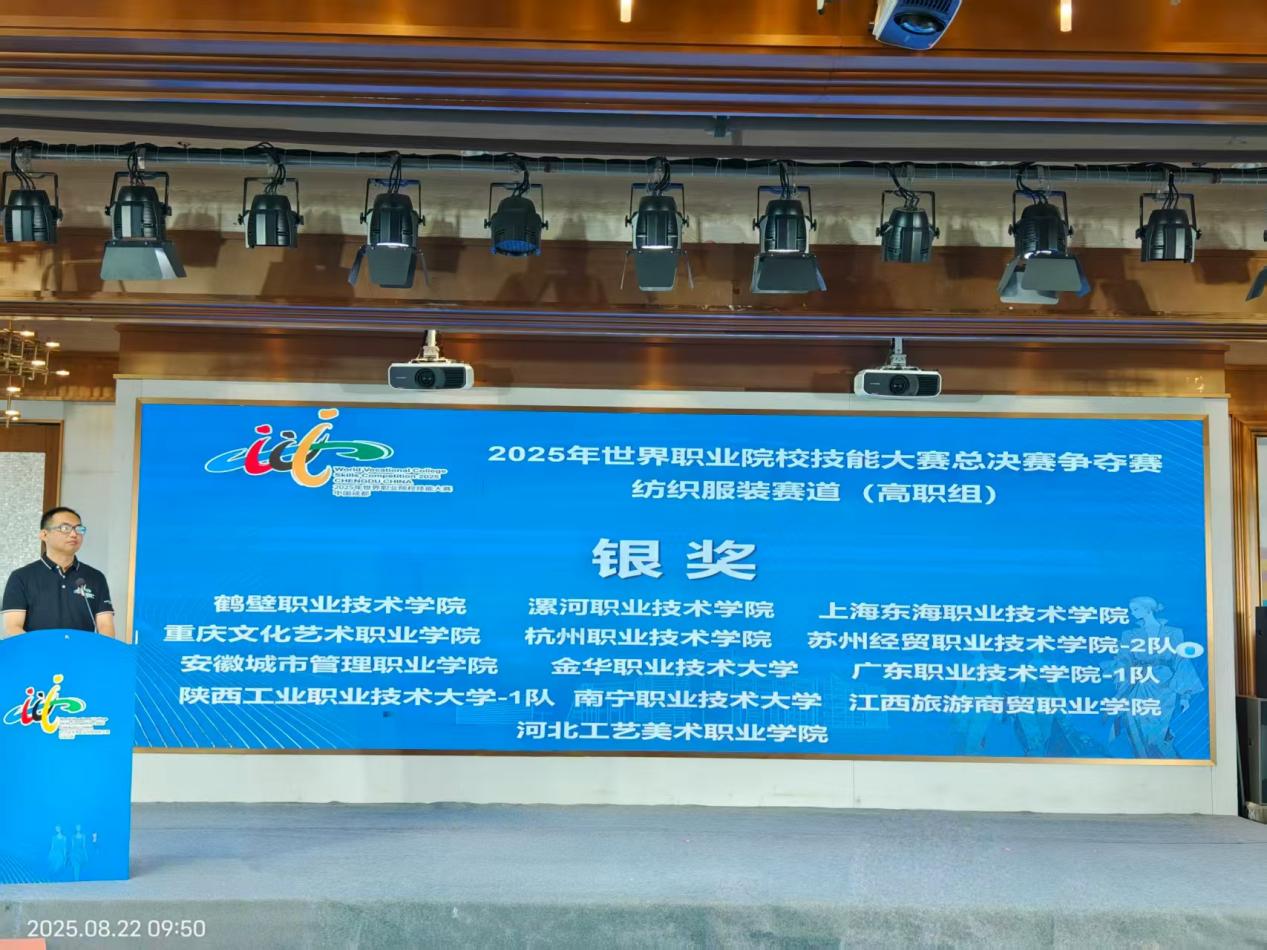 World Vocational College
Skills Competition 2025
CHENGDU,CHINA
2025年世界职业院校技能大赛
中国成都
2025年世界职业院校技能大赛总决赛争夺赛
纺织服装赛道（高职组）
银 奖
鹤壁职业技术学院 漯河职业技术学院 上海东海职业技术学院
重庆文化艺术职业学院 杭州职业技术学院 苏州经贸职业技术学院-2队
安徽城市管理职业学院 金华职业技术大学 广东职业技术学院-1队
陕西工业职业技术大学-1队 南宁职业技术大学 江西旅游商贸职业学院
河北工艺美术职业学院
2025.08.22 09:50